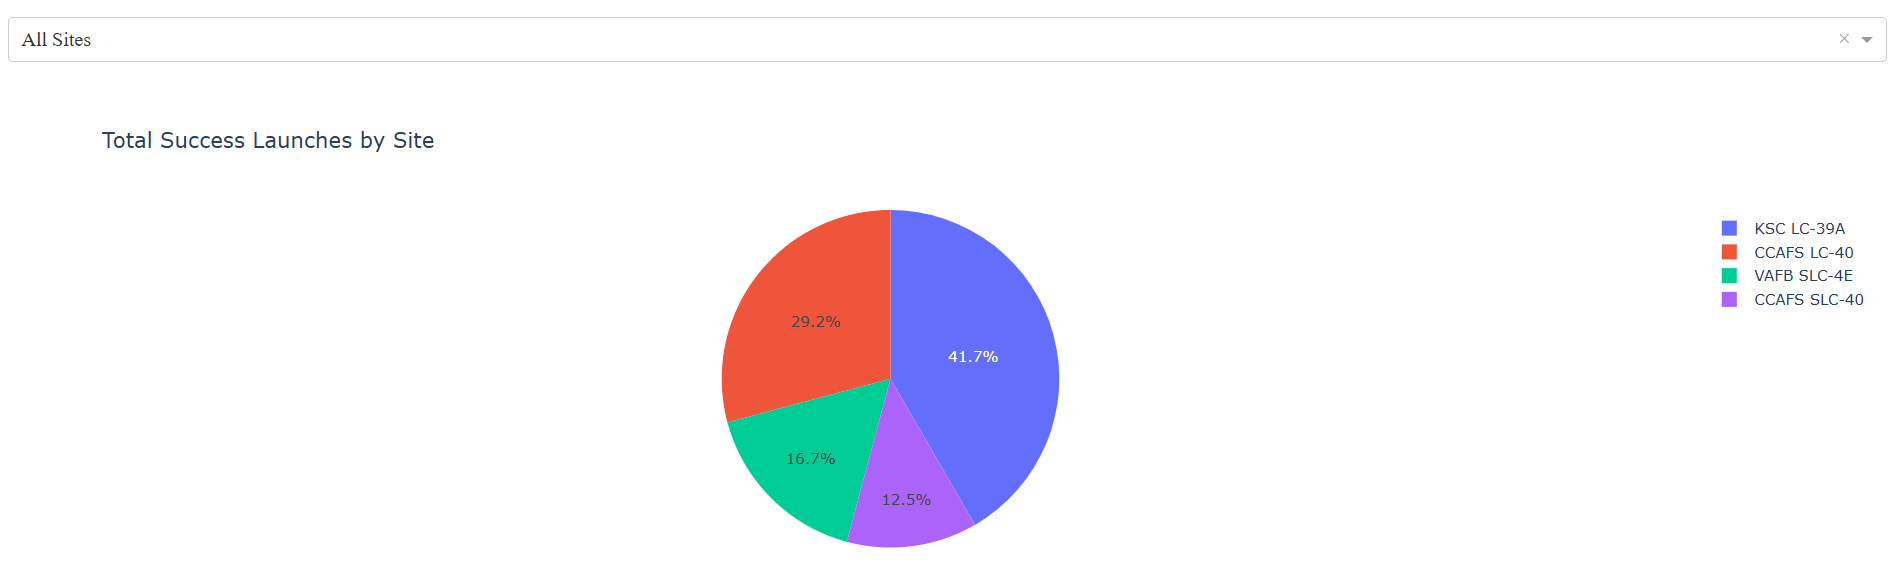 All Sites
×
Total Success Launches by Site
KSC LC-39A
CCAFS LC-40
VAFB SLC-4E
CCAFS SLC-40
29.2%
41.7%
16.7%
12.5%